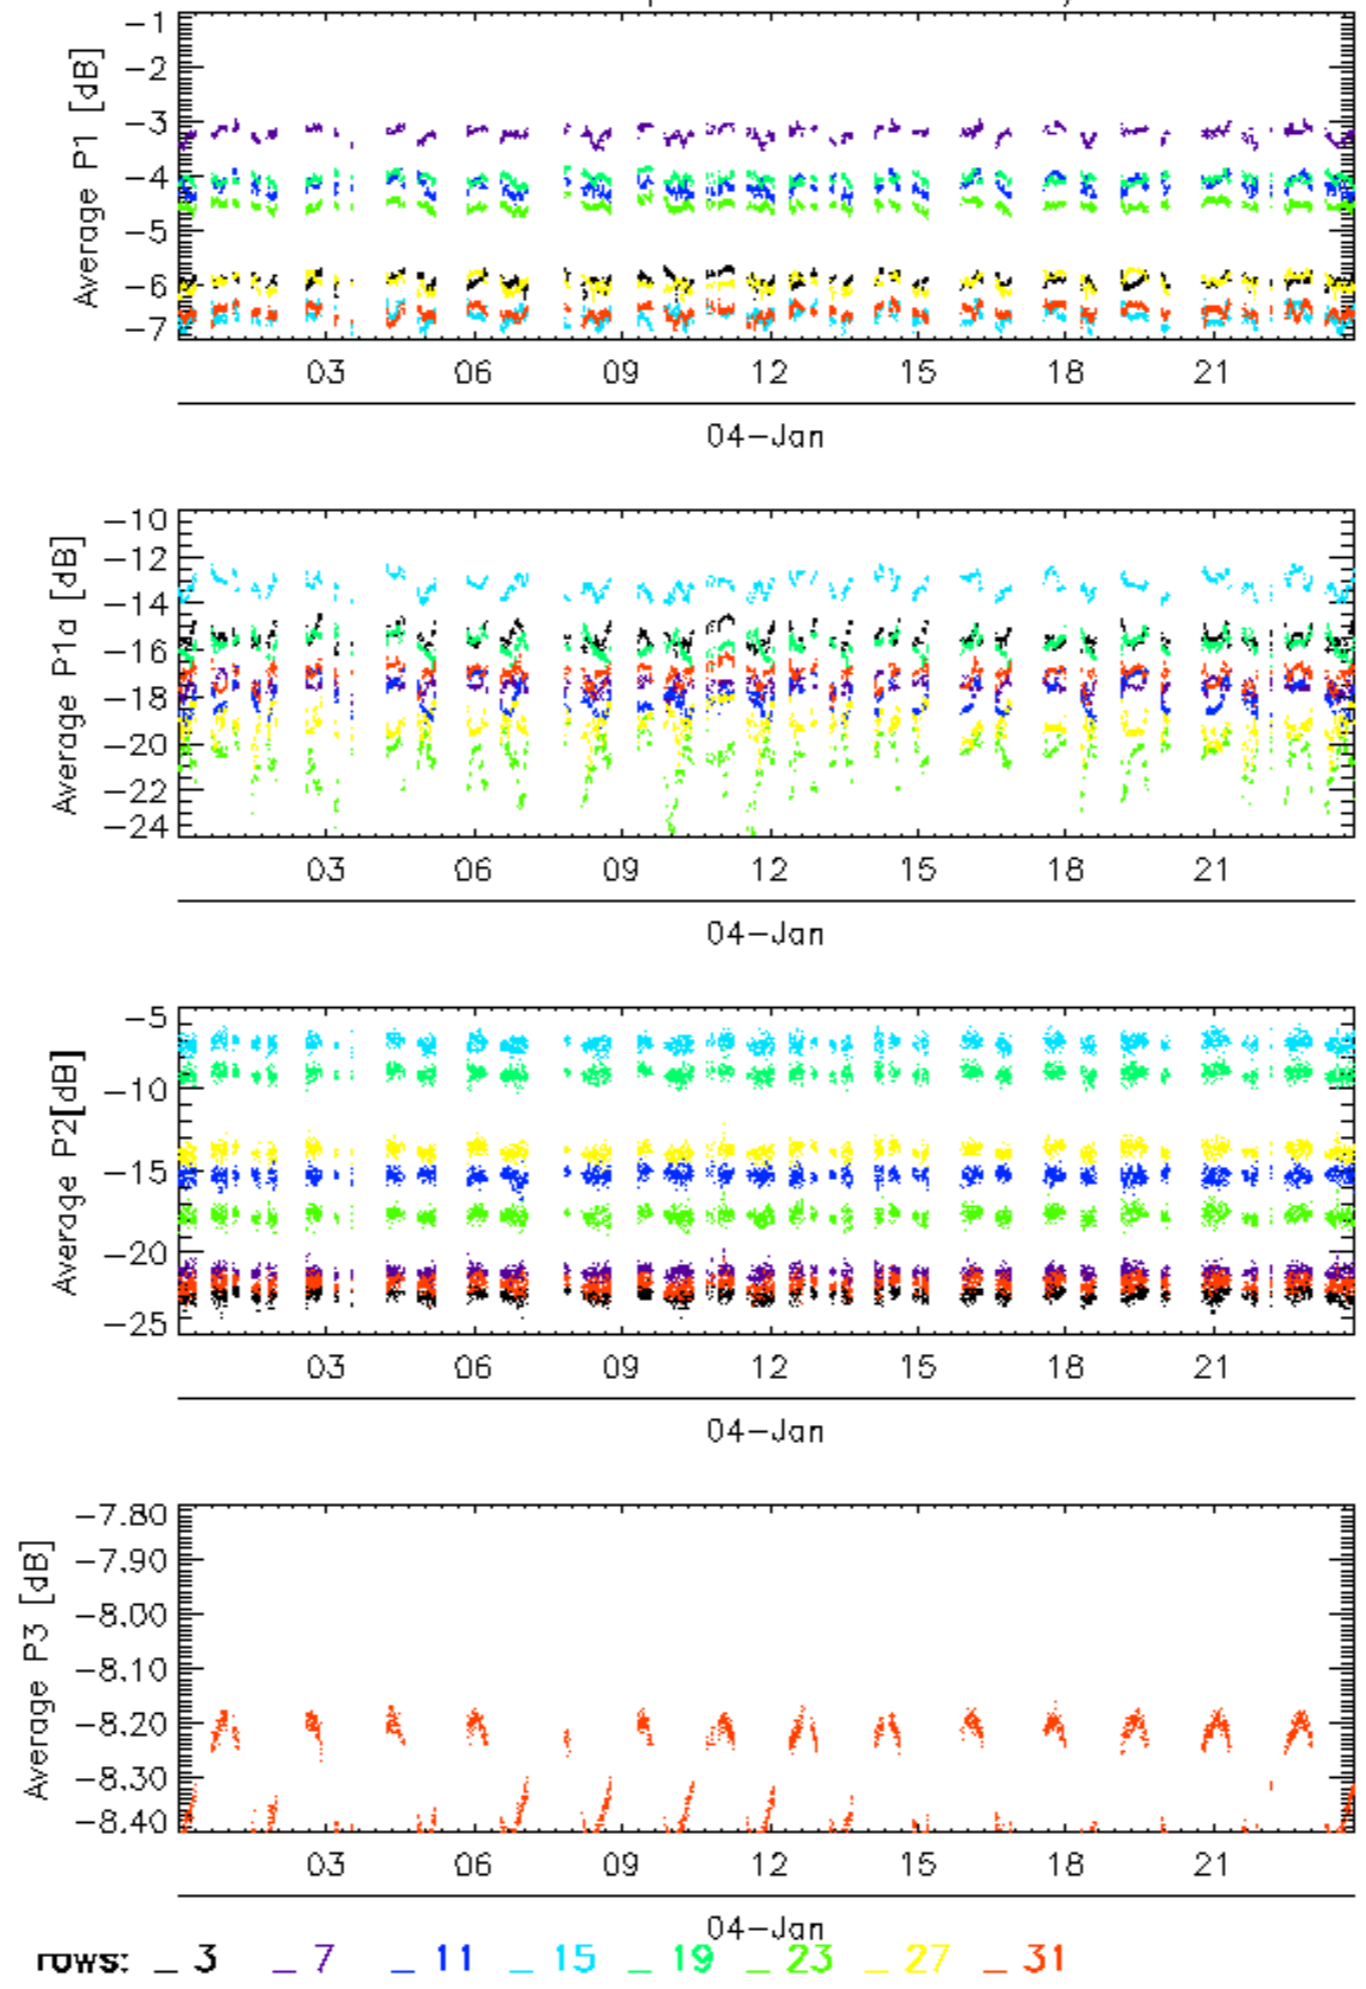 Average P1 [dB]
-1
-2
-3
-4
-5
-6
-7
03 06 09 12 15 18 21
04-Jan
Average P1a [dB]
-10
-12
-14
-16
-18
-20
-22
-24
03 06 09 12 15 18 21
04-Jan
Average P2[dB]
-5
-10
-15
-20
-25
03 06 09 12 15 18 21
04-Jan
Average P3 [dB]
-7.80
-7.90
-8.00
-8.10
-8.20
-8.30
-8.40
03 06 09 12 15 18 21
04-Jan
rows: _ 3 _ 7 _ 11 _ 15 _ 19 _ 23 _ 27 _ 31